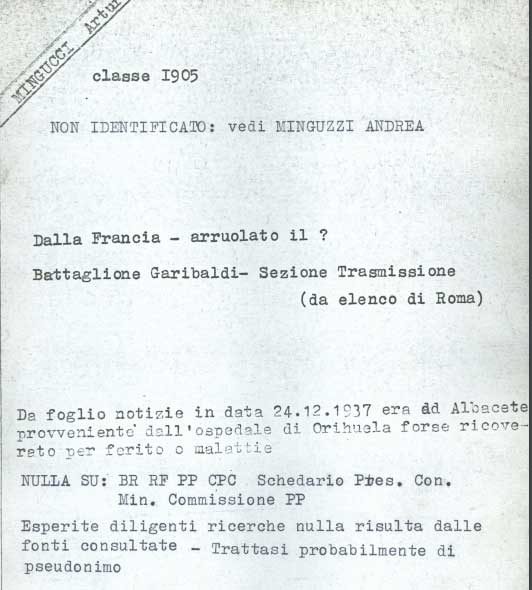 MINGUCCI Artur
classe I905
NON IDENTIFICATO: vedi MINGUZZI ANDREA
Dalla Francia - arruolato il ?
Battaglione Garibaldi- Sezione Trasmissione
(da elenco di Roma)
Da foglio notizie in data 24.12.1937 era ad Albacete
provveniente dall'ospedale di Orihuela forse ricove-
rato per ferito o malattie
NULLA SU: BR RF PP CPC Schedario Pres. Con.
Min. Commissione PP
Esperite diligenti ricerche nulla risulta dalle
fonti consultate - Trattasi probabilmente di
pseudonimo